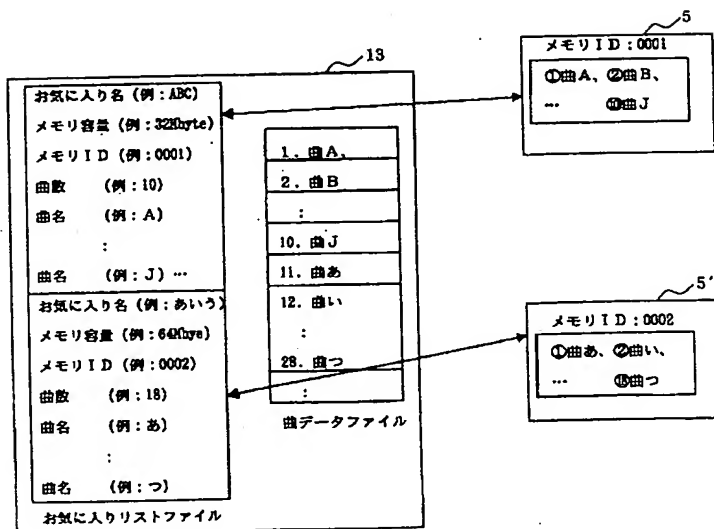 13
お気に入り名 (例:ABC)
メモリ容量 (例:32Mbyte)
メモリID (例:0001)
曲数 (例:10)
曲名 (例:A)
:
曲名 (例:J) …
お気に入り名 (例:あいう)
メモリ容量 (例:64Mbye)
メモリID (例:0002)
曲数 (例:18)
曲名 (例:あ)
:
曲名 (例:つ)
お気に入りリストファイル
1. 曲A、
2. 曲B
:
10. 曲J
11. 曲あ
12. 曲い
:
28. 曲つ
:
曲データファイル
5
メモリID:0001
①曲A、②曲B、
… ⑩曲J
5'
メモリID:0002
①曲あ、②曲い、
… ⑱曲つ